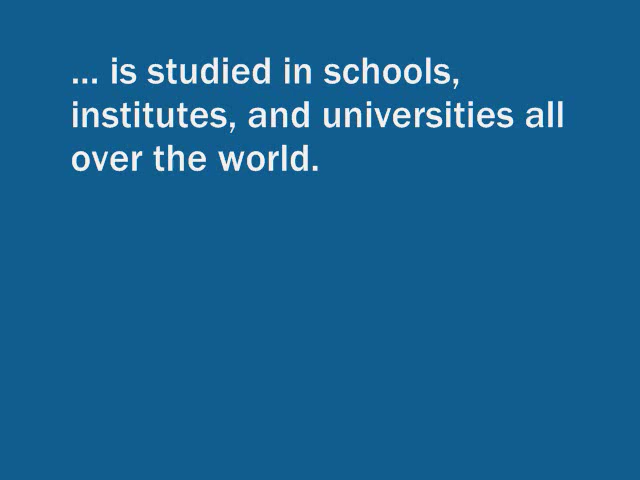 ... is studied in schools,
institutes, and universities all
over the world.